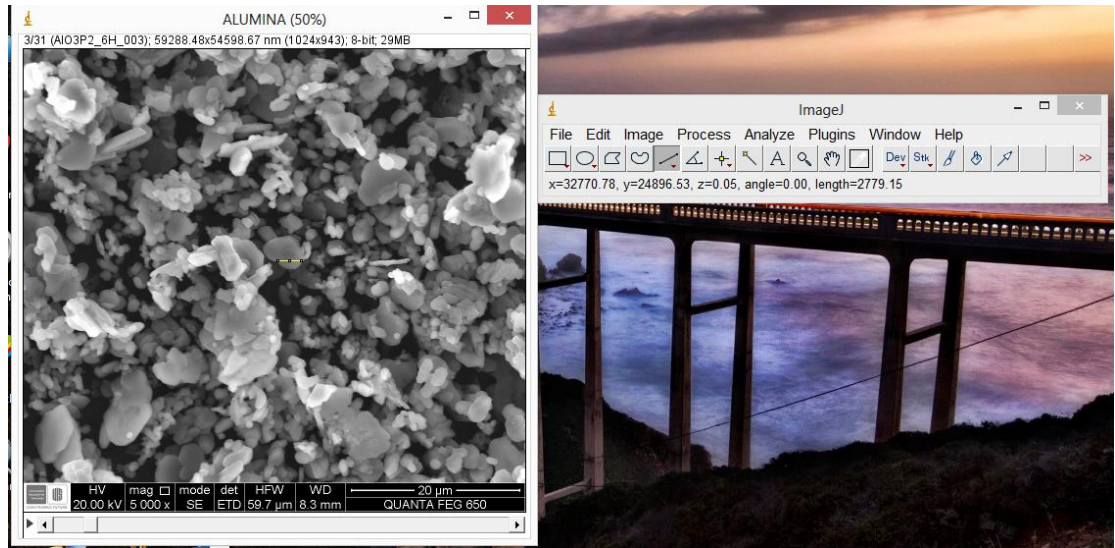 ALUMINA (50%)
3/31 (AlO3P2_6H_003); 59288.48x54598.67 nm (1024x943); 8-bit; 29MB
HV mag mode det HFW WD 20 µm
20.00 kV 5 000 x SE ETD 59.7 µm 8.3 mm QUANTA FEG 650
ImageJ
File Edit Image Process Analyze Plugins Window Help
A Dev Stk >>
x=32770.78, y=24896.53, z=0.05, angle=0.00, length=2779.15